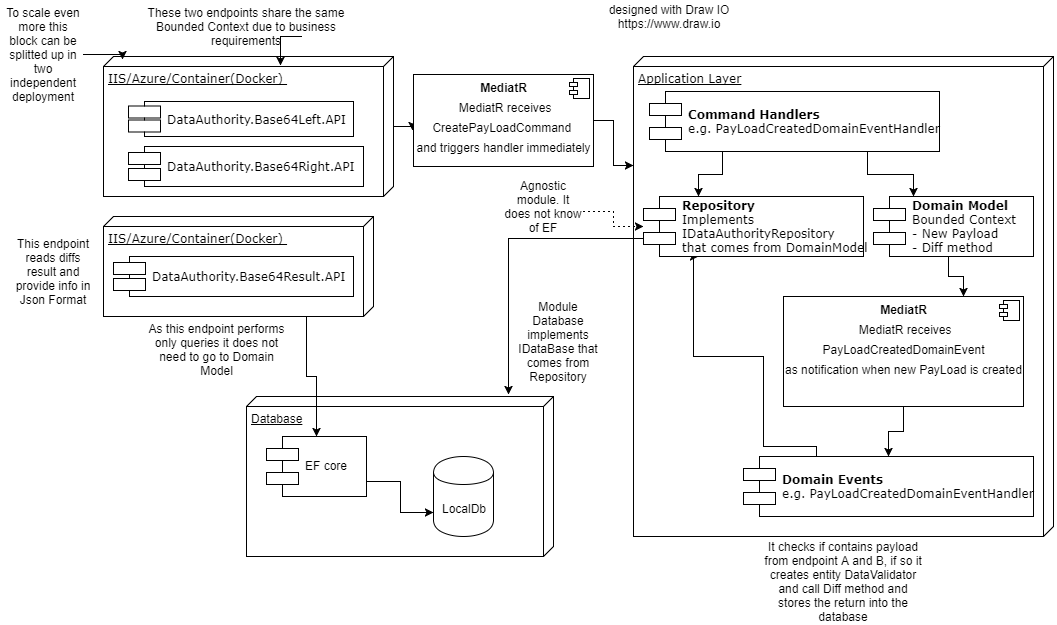 To scale even
more this
block can be
splitted up in
two
independent
deployment
These two endpoints share the same
Bounded Context due to business
requirements
designed with Draw IO
https://www.draw.io
IIS/Azure/Container(Docker)
DataAuthority.Base64Left.API
DataAuthority.Base64Right.API
MediatR
MediatR receives
CreatePayLoadCommand
and triggers handler immediately
Application Layer
Command Handlers
e.g. PayLoadCreatedDomainEventHandler
Agnostic
module. It
does not know
of EF
Repository
Implements
IDataAuthorityRepository
that comes from DomainModel
Domain Model
Bounded Context
- New Payload
- Diff method
This endpoint
reads diffs
result and
provide info in
Json Format
IIS/Azure/Container(Docker)
DataAuthority.Base64Result.API
As this endpoint performs
only queries it does not
need to go to Domain
Model
Module
Database
implements
IDataBase that
comes from
Repository
MediatR
MediatR receives
PayLoadCreatedDomainEvent
as notification when new PayLoad is created
Database
EF core
LocalDb
Domain Events
e.g. PayLoadCreatedDomainEventHandler
It checks if contains payload
from endpoint A and B, if so it
creates entity DataValidator
and call Diff method and
stores the return into the
database